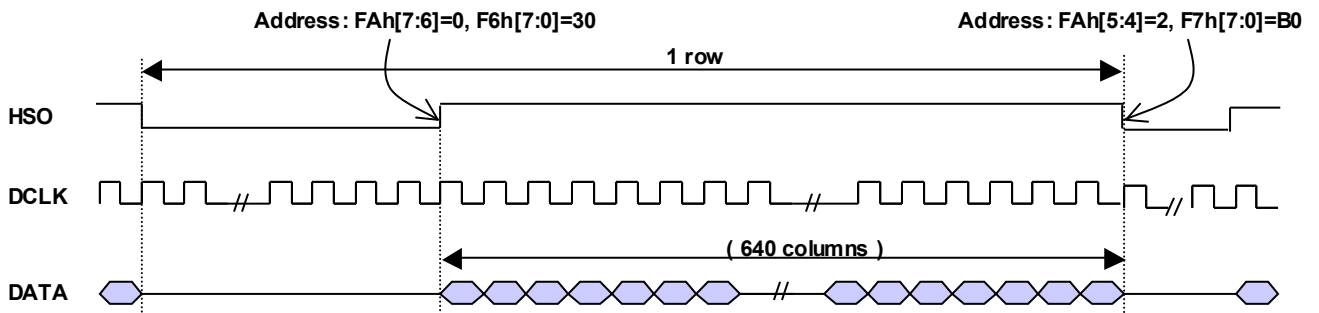 Address: FAh[7:6]=0, F6h[7:0]=30
Address: FAh[5:4]=2, F7h[7:0]=B0
1 row
HSO
DCLK
( 640 columns )
DATA